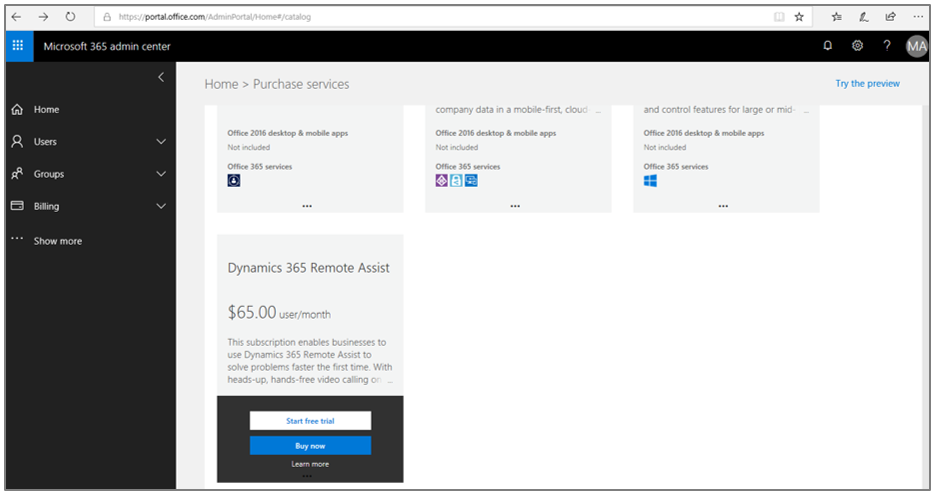 https://portal.office.com/AdminPortal/Home#/catalog
Microsoft 365 admin center
?
MA
Home
Users
Groups
Billing
Show more
Home > Purchase services
Try the preview
Office 2016 desktop & mobile apps
Not included
Office 365 services
...
company data in a mobile-first, cloud- ...
Office 2016 desktop & mobile apps
Not included
Office 365 services
...
and control features for large or mid- ...
Office 2016 desktop & mobile apps
Not included
Office 365 services
...
Dynamics 365 Remote Assist
$65.00 user/month
This subscription enables businesses to
use Dynamics 365 Remote Assist to
solve problems faster the first time. With
heads-up, hands-free video calling on ...
Start free trial
Buy now
Learn more
...